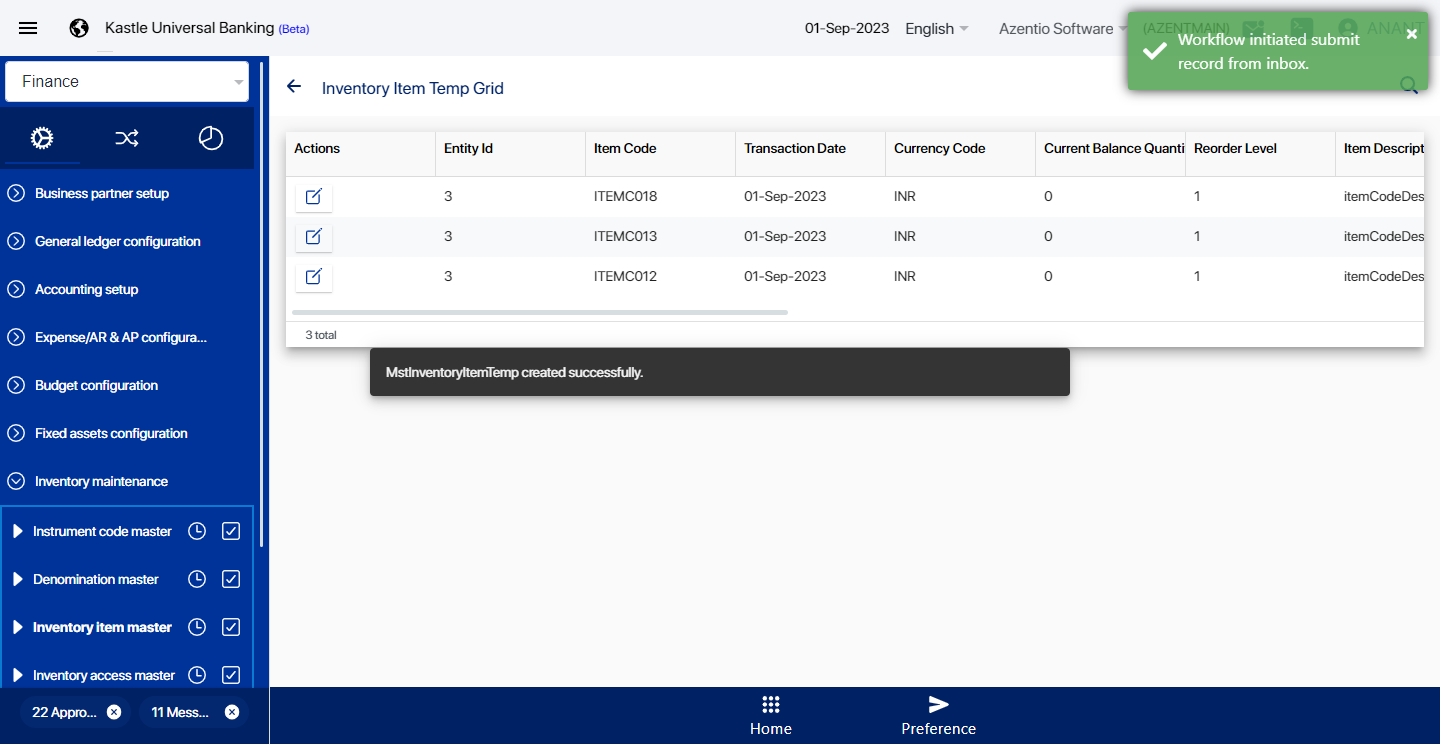 Kastle Universal Banking (Beta)
01-Sep-2023
English
Azentio Software
(AZENTMAIN)
ANANT
Workflow initiated submit
record from inbox.
Finance
Inventory Item Temp Grid
Actions
Entity Id
Item Code
Transaction Date
Currency Code
Current Balance Quanti
Reorder Level
Item Descript
3
ITEMC018
01-Sep-2023
INR
0
1
itemCodeDes
3
ITEMC013
01-Sep-2023
INR
0
1
itemCodeDes
3
ITEMC012
01-Sep-2023
INR
0
1
itemCodeDes
3 total
MstInventoryItemTemp created successfully.
Business partner setup
General ledger configuration
Accounting setup
Expense/AR & AP configura...
Budget configuration
Fixed assets configuration
Inventory maintenance
Instrument code master
Denomination master
Inventory item master
Inventory access master
22 Appro...
11 Mess...
Home
Preference